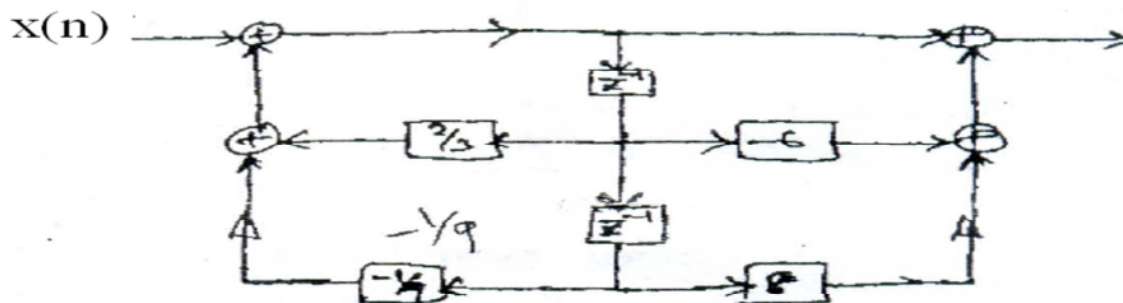 x(n) + +
z⁻¹
+ 2/3 -6 +
z⁻¹
-1/9
-1/9 8